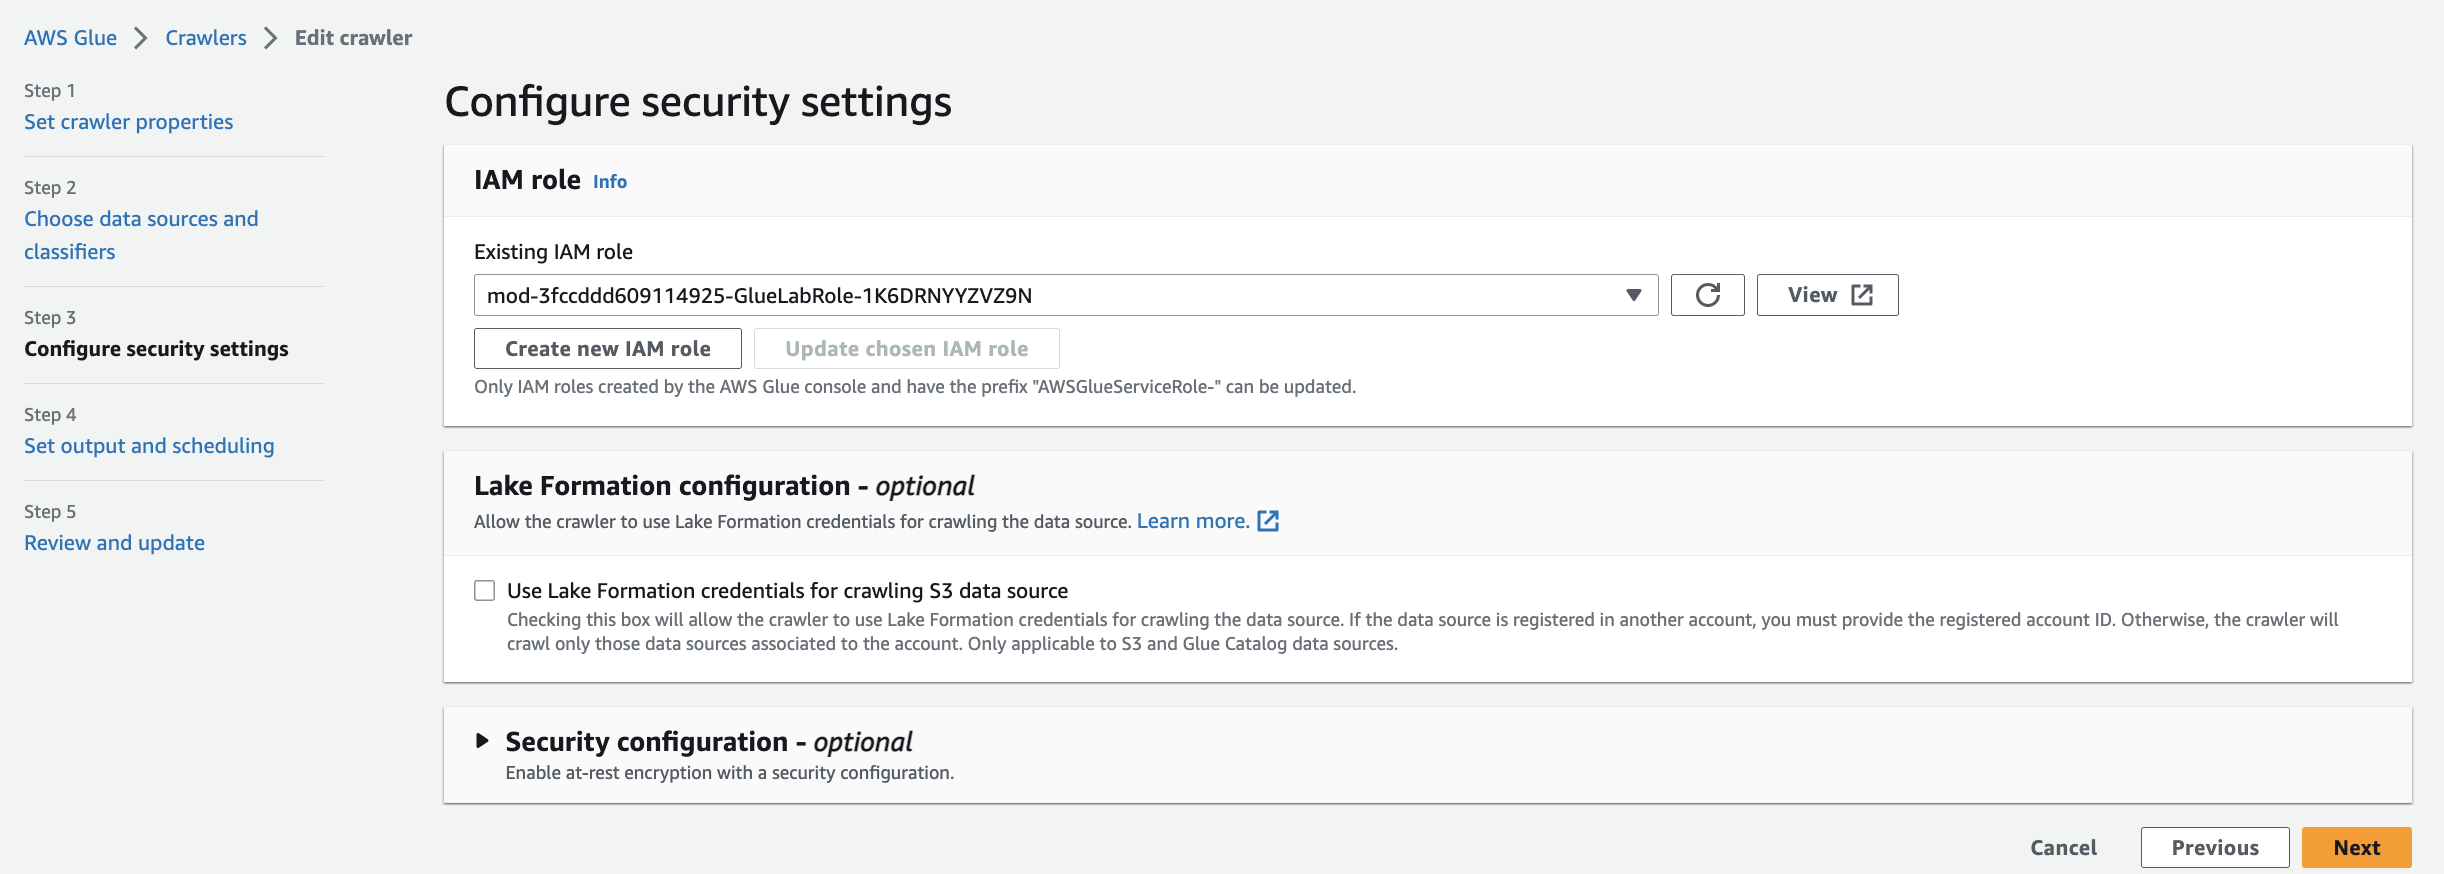 AWS Glue > Crawlers > Edit crawler
Step 1
Set crawler properties
Step 2
Choose data sources and
classifiers
Step 3
Configure security settings
Step 4
Set output and scheduling
Step 5
Review and update
Configure security settings
IAM role Info
Existing IAM role
mod-3fccddd609114925-GlueLabRole-1K6DRNYYZVZ9N
View
Create new IAM role Update chosen IAM role
Only IAM roles created by the AWS Glue console and have the prefix "AWSGlueServiceRole-" can be updated.
Lake Formation configuration - optional
Allow the crawler to use Lake Formation credentials for crawling the data source. Learn more.
Use Lake Formation credentials for crawling S3 data source
Checking this box will allow the crawler to use Lake Formation credentials for crawling the data source. If the data source is registered in another account, you must provide the registered account ID. Otherwise, the crawler will
crawl only those data sources associated to the account. Only applicable to S3 and Glue Catalog data sources.
Security configuration - optional
Enable at-rest encryption with a security configuration.
Cancel Previous Next